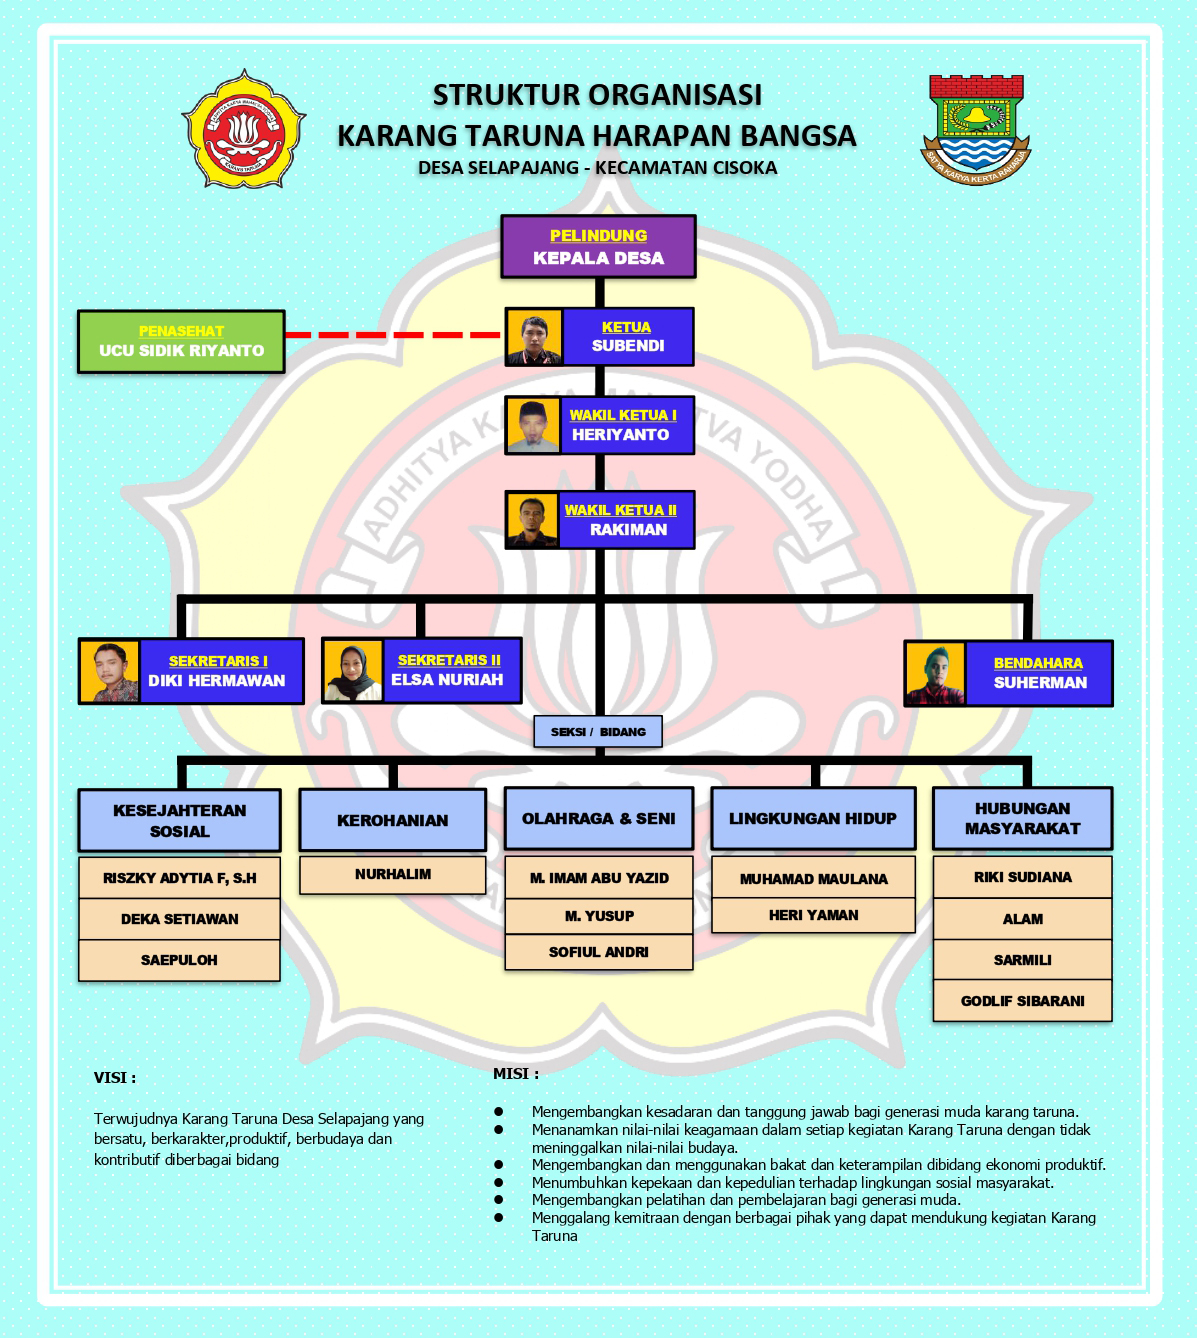 STRUKTUR ORGANISASI
KARANG TARUNA HARAPAN BANGSA
DESA SELAPAJANG - KECAMATAN CISOKA
SATYA KARYA KERTA RAHARJA
PELINDUNG
KEPALA DESA
PENASEHAT
UCU SIDIK RIYANTO
KETUA
SUBENDI
WAKIL KETUA I
HERIYANTO
WAKIL KETUA II
RAKIMAN
SEKRETARIS I
DIKI HERMAWAN
SEKRETARIS II
ELSA NURIAH
BENDAHARA
SUHERMAN
SEKSI / BIDANG
KESEJAHTERAN
SOSIAL
RISZKY ADYTIA F, S.H
DEKA SETIAWAN
SAEPULOH
KEROHANIAN
NURHALIM
OLAHRAGA & SENI
M. IMAM ABU YAZID
M. YUSUP
SOFIUL ANDRI
LINGKUNGAN HIDUP
MUHAMAD MAULANA
HERI YAMAN
HUBUNGAN
MASYARAKAT
RIKI SUDIANA
ALAM
SARMILI
GODLIF SIBARANI
VISI :
Terwujudnya Karang Taruna Desa Selapajang yang
bersatu, berkarakter,produktif, berbudaya dan
kontributif diberbagai bidang
MISI :
● Mengembangkan kesadaran dan tanggung jawab bagi generasi muda karang taruna.
● Menanamkan nilai-nilai keagamaan dalam setiap kegiatan Karang Taruna dengan tidak
meninggalkan nilai-nilai budaya.
● Mengembangkan dan menggunakan bakat dan keterampilan dibidang ekonomi produktif.
● Menumbuhkan kepekaan dan kepedulian terhadap lingkungan sosial masyarakat.
● Mengembangkan pelatihan dan pembelajaran bagi generasi muda.
● Menggalang kemitraan dengan berbagai pihak yang dapat mendukung kegiatan Karang
Taruna